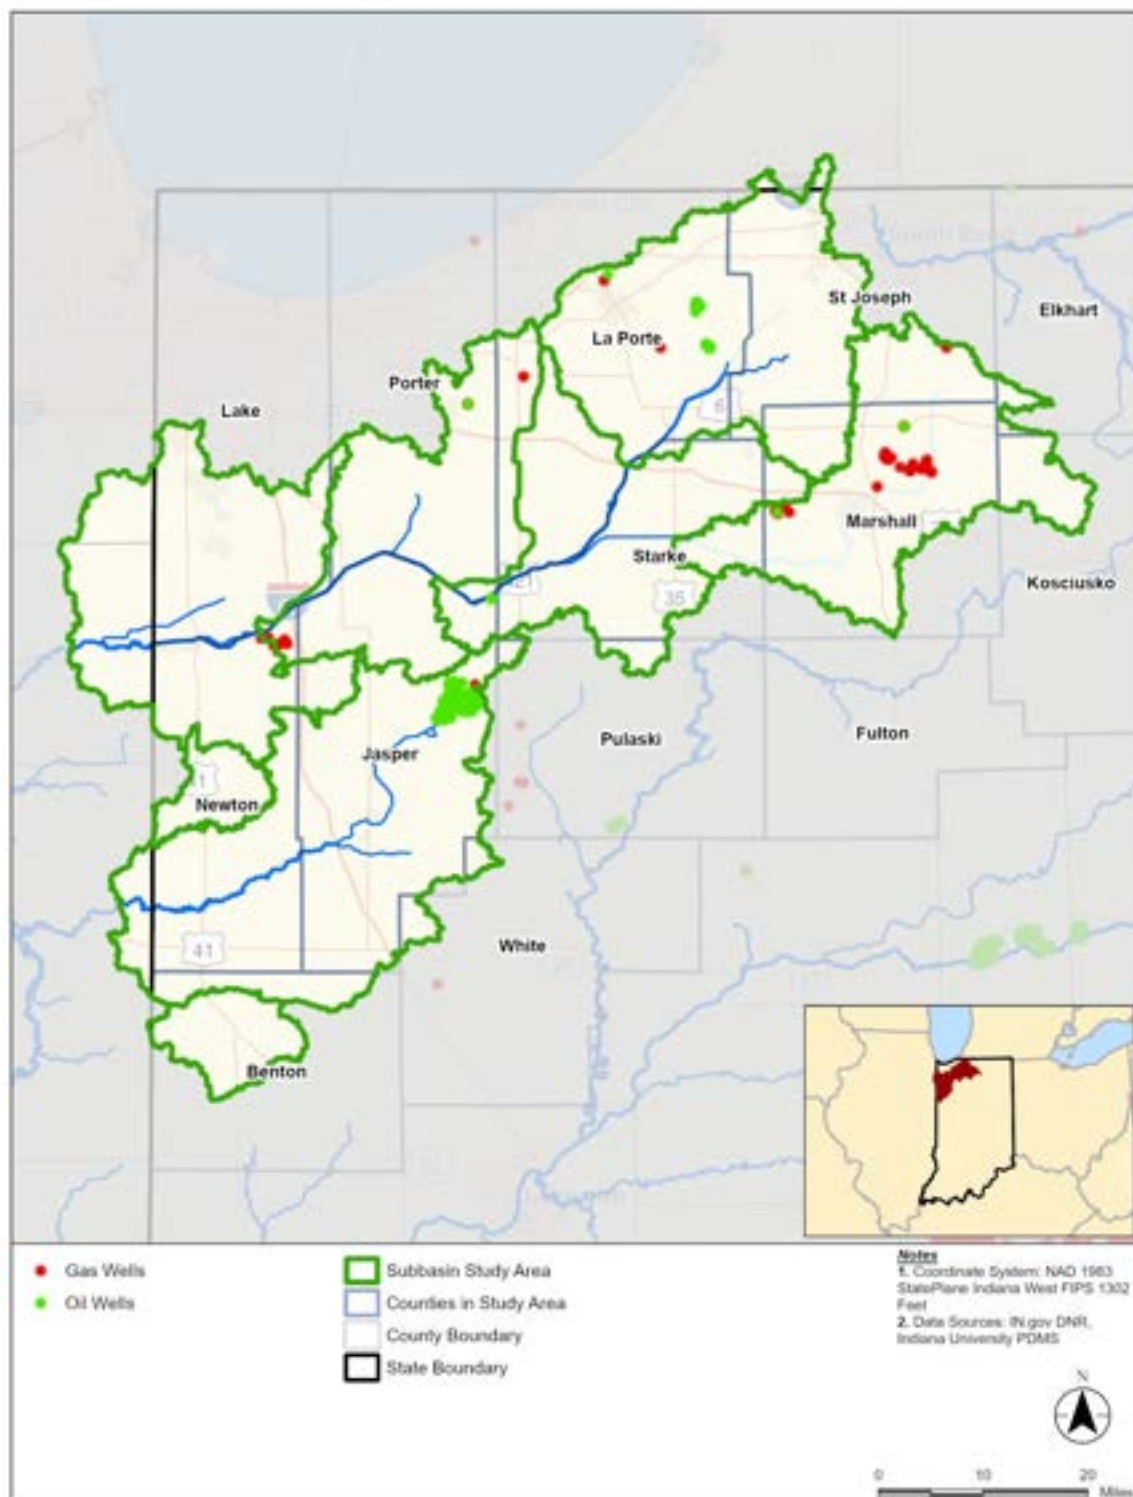 St Joseph
Elkhart
La Porte
Porter
Lake
6
Marshall
Starke
Kosciusko
35
Pulaski
Fulton
Jasper
Newton
White
41
Benton
Gas Wells
Oil Wells
Subbasin Study Area
Counties in Study Area
County Boundary
State Boundary
Notes
1. Coordinate System: NAD 1983
StatePlane Indiana West FIPS 1302
Feet
2. Data Sources: IN.gov DNR,
Indiana University PDMS
N
0 10 20
Miles